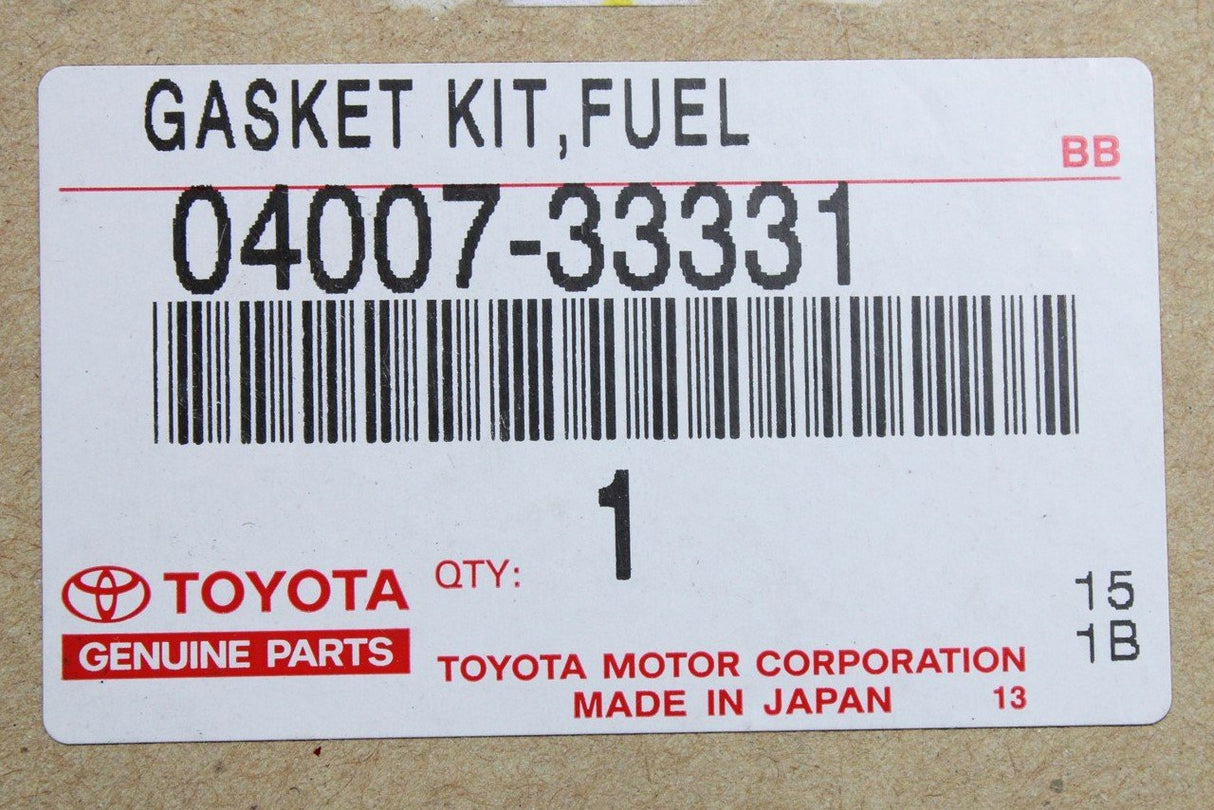 GASKET KIT,FUEL
BB
04007-33331
1
QTY:
TOYOTA
GENUINE PARTS
15
1B
TOYOTA MOTOR CORPORATION
MADE IN JAPAN 13